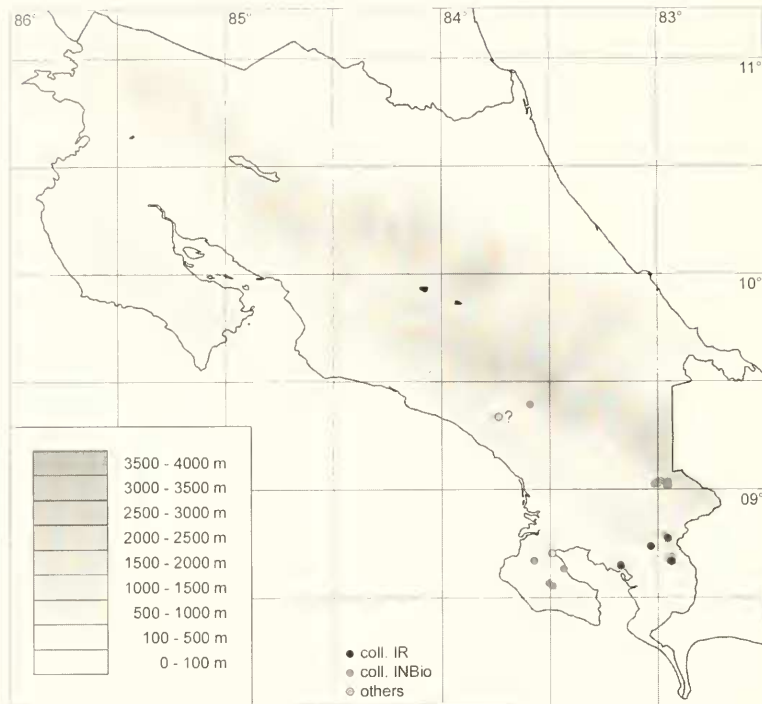 86°
85°
84°
83°
11°
10°
?
09°
3500 - 4000 m
3000 - 3500 m
2500 - 3000 m
2000 - 2500 m
1500 - 2000 m
1000 - 1500 m
500 - 1000 m
100 - 500 m
0 - 100 m
coll. IR
coll. INBio
others